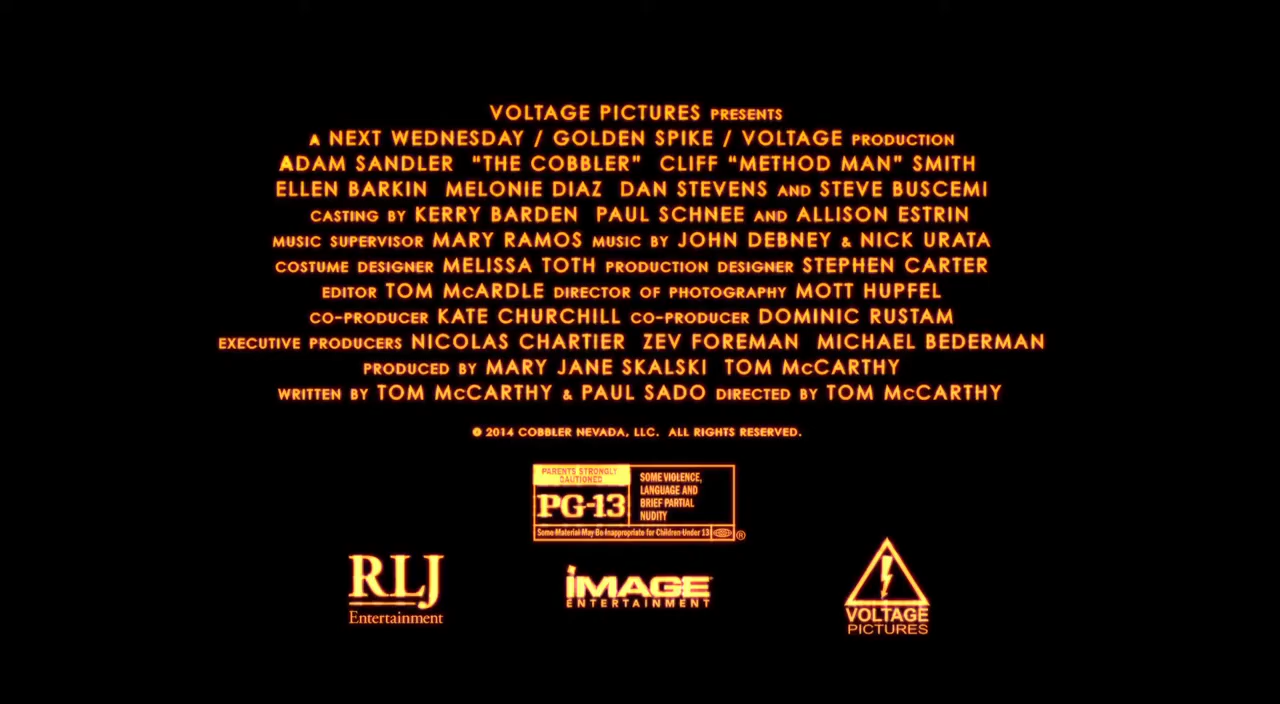 VOLTAGE PICTURES PRESENTS
A NEXT WEDNESDAY / GOLDEN SPIKE / VOLTAGE PRODUCTION
ADAM SANDLER "THE COBBLER" CLIFF "METHOD MAN" SMITH
ELLEN BARKIN MELONIE DIAZ DAN STEVENS AND STEVE BUSCEMI
CASTING BY KERRY BARDEN PAUL SCHNEE AND ALLISON ESTRIN
MUSIC SUPERVISOR MARY RAMOS MUSIC BY JOHN DEBNEY & NICK URATA
COSTUME DESIGNER MELISSA TOTH PRODUCTION DESIGNER STEPHEN CARTER
EDITOR TOM McARDLE DIRECTOR OF PHOTOGRAPHY MOTT HUPFEL
CO-PRODUCER KATE CHURCHILL CO-PRODUCER DOMINIC RUSTAM
EXECUTIVE PRODUCERS NICOLAS CHARTIER ZEV FOREMAN MICHAEL BEDERMAN
PRODUCED BY MARY JANE SKALSKI TOM McCARTHY
WRITTEN BY TOM McCARTHY & PAUL SADO DIRECTED BY TOM McCARTHY
© 2014 COBBLER NEVADA, LLC. ALL RIGHTS RESERVED.
PARENTS STRONGLY
CAUTIONED
PG-13
SOME VIOLENCE,
LANGUAGE AND
BRIEF PARTIAL
NUDITY
Some Material May Be Inappropriate for Children Under 13
®
RLJ
Entertainment
iMAGE
ENTERTAINMENT
VOLTAGE
PICTURES